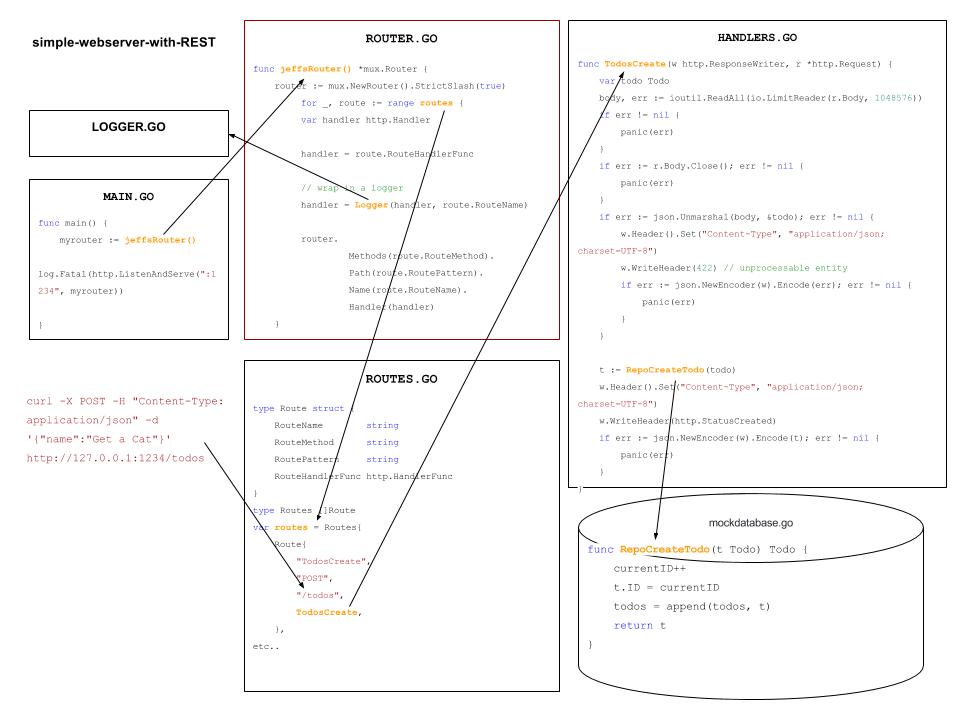 simple-webserver-with-REST
LOGGER.GO
MAIN.GO
func main() {
myrouter := jeffsRouter()
log.Fatal(http.ListenAndServe(":1
234", myrouter))
}
curl -X POST -H "Content-Type:
application/json" -d
'{"name":"Get a Cat"}'
http://127.0.0.1:1234/todos
ROUTER.GO
func jeffsRouter() *mux.Router {
router := mux.NewRouter().StrictSlash(true)
for _, route := range routes {
var handler http.Handler
handler = route.RouteHandlerFunc
// wrap in a logger
handler = Logger(handler, route.RouteName)
router.
Methods(route.RouteMethod).
Path(route.RoutePattern).
Name(route.RouteName).
Handler(handler)
}
ROUTES.GO
type Route struct {
RouteName string
RouteMethod string
RoutePattern string
RouteHandlerFunc http.HandlerFunc
}
type Routes []Route
var routes = Routes{
Route{
"TodosCreate",
"POST",
"/todos",
TodosCreate,
},
etc..
HANDLERS.GO
func TodosCreate(w http.ResponseWriter, r *http.Request) {
var todo Todo
body, err := ioutil.ReadAll(io.LimitReader(r.Body, 1048576))
if err != nil {
panic(err)
}
if err := r.Body.Close(); err != nil {
panic(err)
}
if err := json.Unmarshal(body, &todo); err != nil {
w.Header().Set("Content-Type", "application/json;
charset=UTF-8")
w.WriteHeader(422) // unprocessable entity
if err := json.NewEncoder(w).Encode(err); err != nil {
panic(err)
}
}
t := RepoCreateTodo(todo)
w.Header().Set("Content-Type", "application/json;
charset=UTF-8")
w.WriteHeader(http.StatusCreated)
if err := json.NewEncoder(w).Encode(t); err != nil {
panic(err)
}
}
mockdatabase.go
func RepoCreateTodo(t Todo) Todo {
currentID++
t.ID = currentID
todos = append(todos, t)
return t
}